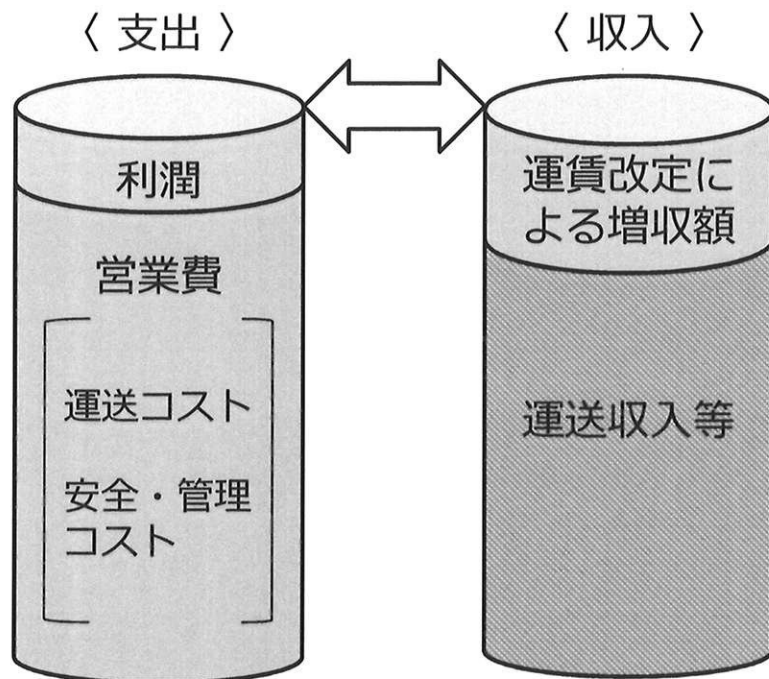 〈 支出 〉
利潤
営業費
運送コスト
安全・管理
コスト
〈 収入 〉
運賃改定に
よる増収額
運送収入等